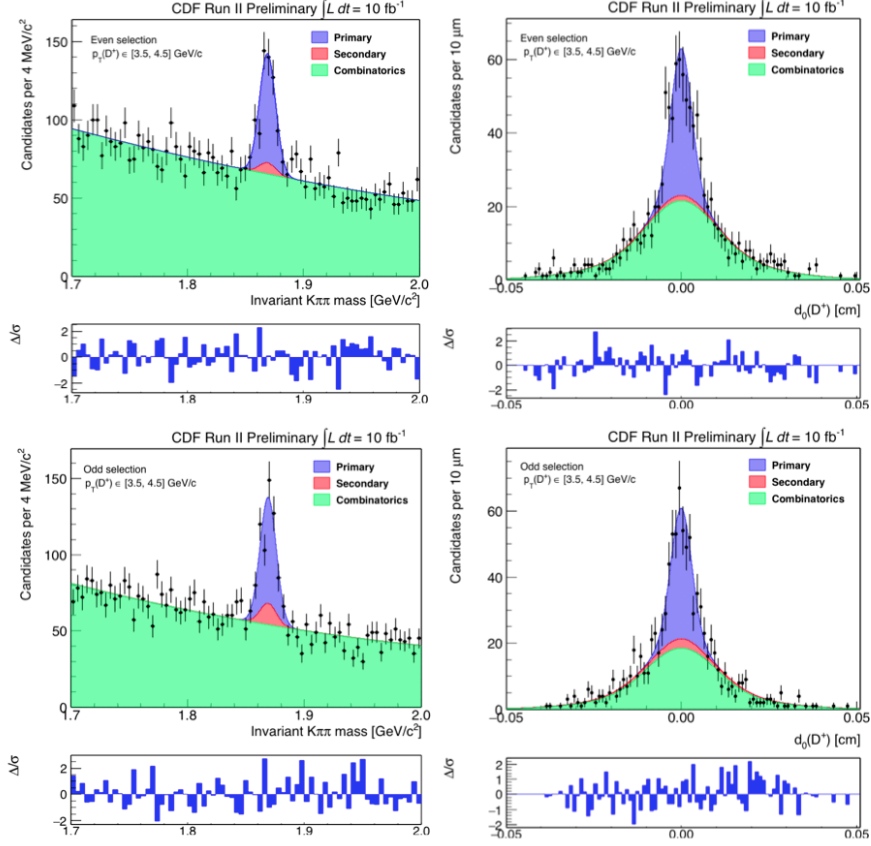 CDF Run II Preliminary ∫L dt = 10 fb⁻¹
Candidates per 4 MeV/c²
150
100
50
0
Even selection
p_T(D⁺) ∈ [3.5, 4.5] GeV/c
Primary
Secondary
Combinatorics
1.7 1.8 1.9 2.0
Invariant Kππ mass [GeV/c²]
Δ/σ
2
0
−2
1.7 1.8 1.9 2.0
CDF Run II Preliminary ∫L dt = 10 fb⁻¹
Candidates per 10 μm
60
40
20
0
Even selection
p_T(D⁺) ∈ [3.5, 4.5] GeV/c
Primary
Secondary
Combinatorics
−0.05 0.00 0.05
d₀(D⁺) [cm]
Δ/σ
2
0
−2
−0.05 0.00 0.05
CDF Run II Preliminary ∫L dt = 10 fb⁻¹
Candidates per 4 MeV/c²
150
100
50
0
Odd selection
p_T(D⁺) ∈ [3.5, 4.5] GeV/c
Primary
Secondary
Combinatorics
1.7 1.8 1.9 2.0
Invariant Kππ mass [GeV/c²]
Δ/σ
2
0
−2
1.7 1.8 1.9 2.0
CDF Run II Preliminary ∫L dt = 10 fb⁻¹
Candidates per 10 μm
60
40
20
0
Odd selection
p_T(D⁺) ∈ [3.5, 4.5] GeV/c
Primary
Secondary
Combinatorics
−0.05 0.00 0.05
d₀(D⁺) [cm]
Δ/σ
2
1
0
−1
−2
−0.05 0.00 0.05